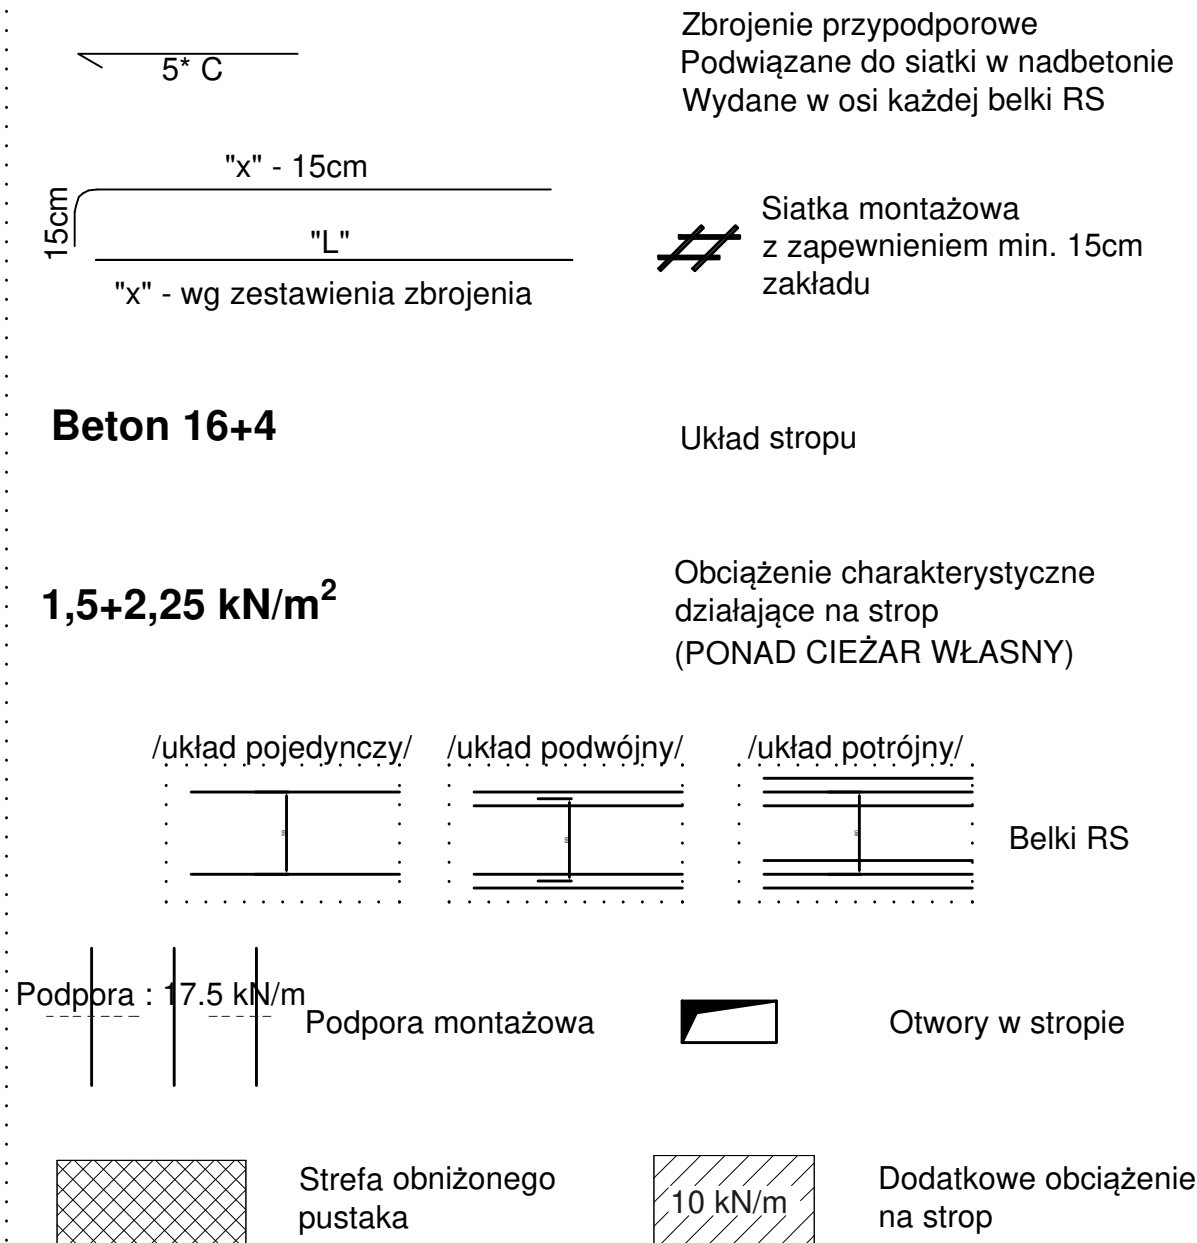 Zbrojenie przypodporowe
5* C
Podwiązane do siatki w nadbetonie
Wydane w osi każdej belki RS
"x" - 15cm
15cm
"L"
"x" - wg zestawienia zbrojenia
Siatka montażowa
z zapewnieniem min. 15cm
zakładu
Beton 16+4
Układ stropu
1,5+2,25 kN/m²
Obciążenie charakterystyczne
działające na strop
(PONAD CIEŻAR WŁASNY)
/układ pojedynczy/
/układ podwójny/
/układ potrójny/
Belki RS
Podpora : 17.5 kN/m
Podpora montażowa
Otwory w stropie
Strefa obniżonego
pustaka
10 kN/m
Dodatkowe obciążenie
na strop